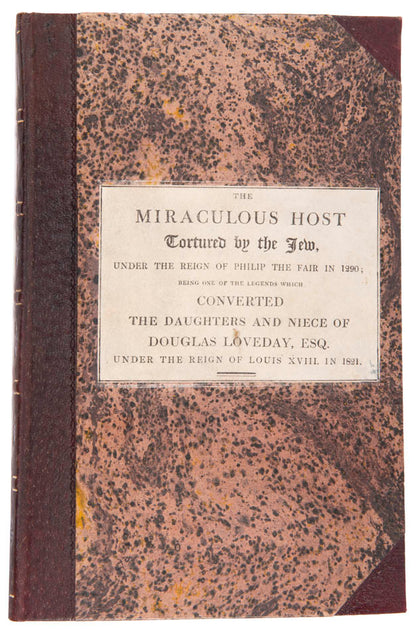 THE
MIRACULOUS HOST
Tortured by the Jew,
UNDER THE REIGN OF PHILIP THE FAIR IN 1290;
BEING ONE OF THE LEGENDS WHICH
CONVERTED
THE DAUGHTERS AND NIECE OF
DOUGLAS LOVEDAY, ESQ.
UNDER THE REIGN OF LOUIS XVIII. IN 1821.